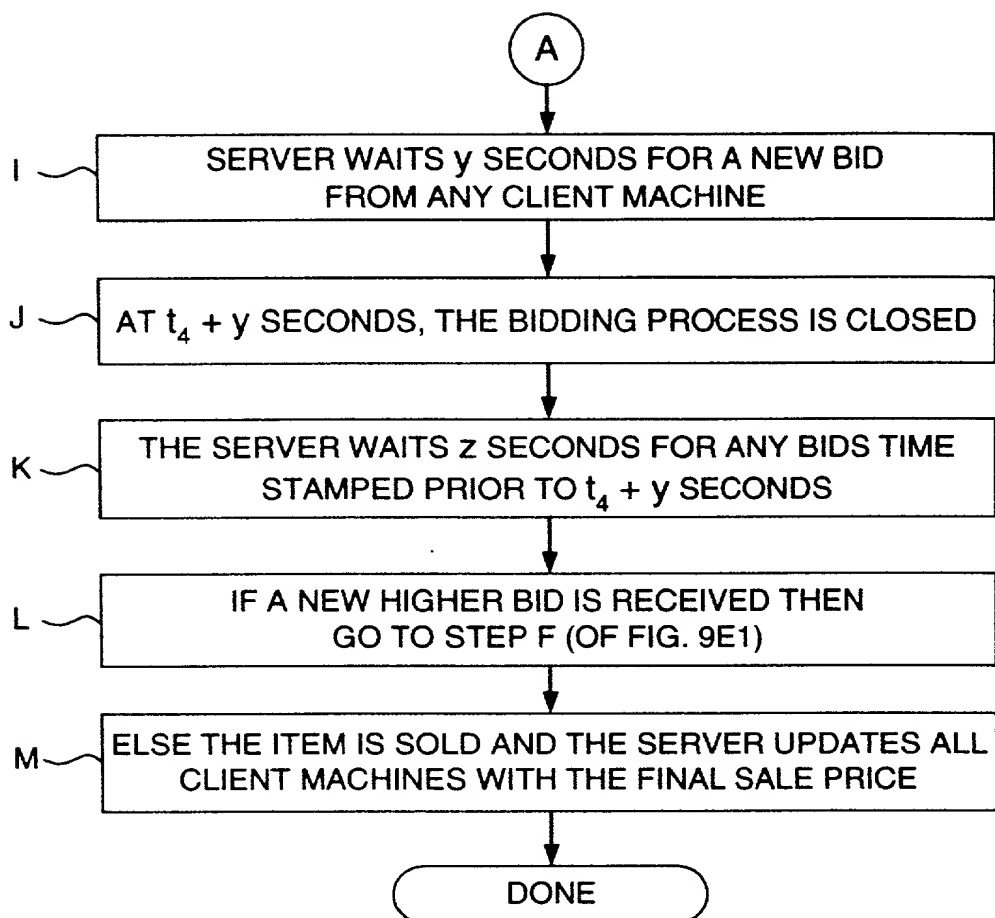 A
I
SERVER WAITS y SECONDS FOR A NEW BID
FROM ANY CLIENT MACHINE
J
AT t₄ + y SECONDS, THE BIDDING PROCESS IS CLOSED
K
THE SERVER WAITS z SECONDS FOR ANY BIDS TIME
STAMPED PRIOR TO t₄ + y SECONDS
L
IF A NEW HIGHER BID IS RECEIVED THEN
GO TO STEP F (OF FIG. 9E1)
M
ELSE THE ITEM IS SOLD AND THE SERVER UPDATES ALL
CLIENT MACHINES WITH THE FINAL SALE PRICE
DONE